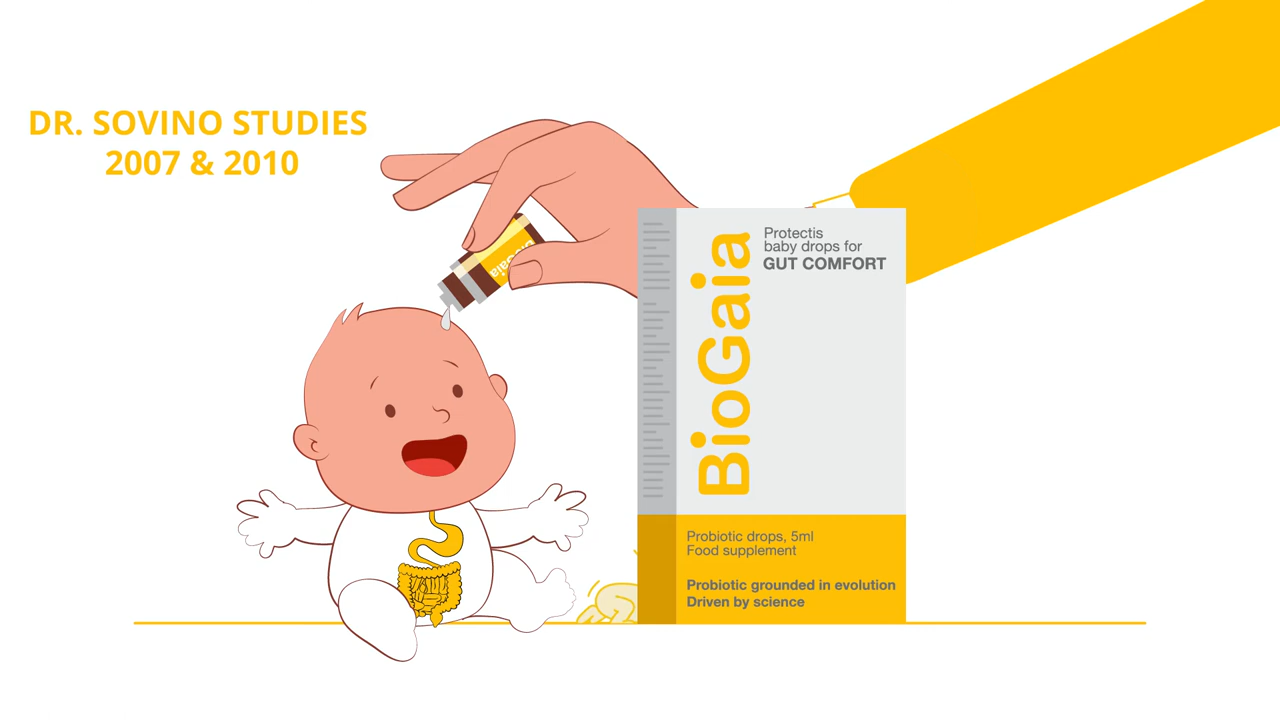 DR. SOVINO STUDIES
2007 & 2010
BioGaia
Protectis
baby drops for
GUT COMFORT
BioGaia
Probiotic drops, 5ml
Food supplement
Probiotic grounded in evolution
Driven by science